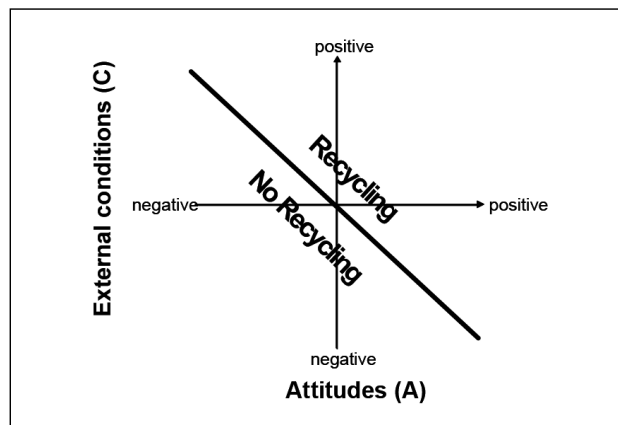 positive
External conditions (C)
Recycling
No Recycling
negative
positive
negative
Attitudes (A)